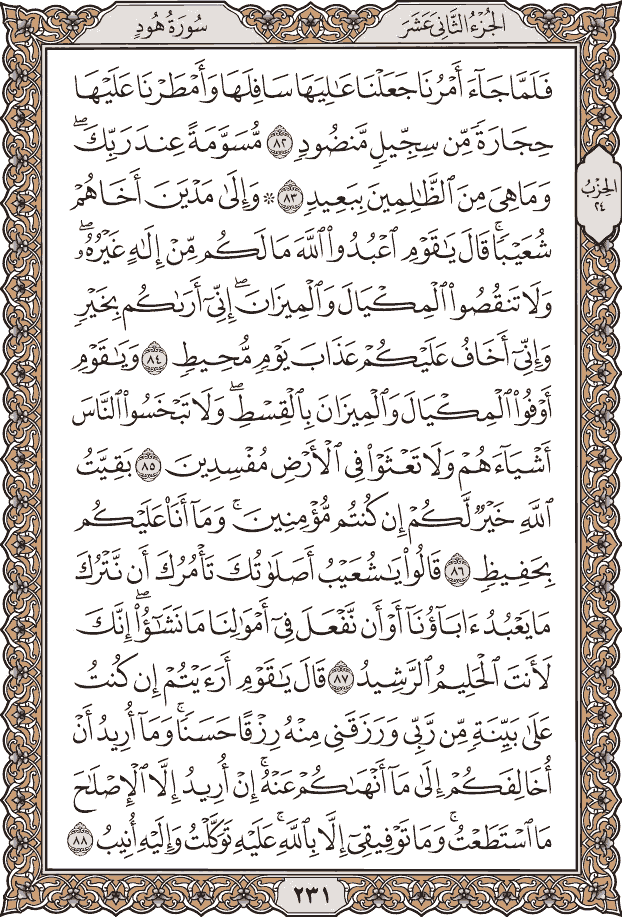 الجُزْءُ الثَّانِي عَشَرَ
سُورَةُ هُودٍ
فَلَمَّا جَآءَ أَمْرُنَا جَعَلْنَا عَٰلِيَهَا سَافِلَهَا وَأَمْطَرْنَا عَلَيْهَا
حِجَارَةً مِّن سِجِّيلٍ مَّنضُودٍ ٨٢ مُّسَوَّمَةً عِندَ رَبِّكَۖ
وَمَا هِيَ مِنَ ٱلظَّٰلِمِينَ بِبَعِيدٍ ٨٣ ۞ وَإِلَىٰ مَدْيَنَ أَخَاهُمْ
شُعَيْبًاۚ قَالَ يَٰقَوْمِ ٱعْبُدُوا۟ ٱللَّهَ مَا لَكُم مِّنْ إِلَٰهٍ غَيْرُهُۥۖ
وَلَا تَنقُصُوا۟ ٱلْمِكْيَالَ وَٱلْمِيزَانَۖ إِنِّيٓ أَرَىٰكُم بِخَيْرٍ
وَإِنِّيٓ أَخَافُ عَلَيْكُمْ عَذَابَ يَوْمٍ مُّحِيطٍ ٨٤ وَيَٰقَوْمِ
أَوْفُوا۟ ٱلْمِكْيَالَ وَٱلْمِيزَانَ بِٱلْقِسْطِۖ وَلَا تَبْخَسُوا۟ ٱلنَّاسَ
أَشْيَآءَهُمْ وَلَا تَعْثَوْا۟ فِي ٱلْأَرْضِ مُفْسِدِينَ ٨٥ بَقِيَّتُ
ٱللَّهِ خَيْرٌ لَّكُمْ إِن كُنتُم مُّؤْمِنِينَۚ وَمَآ أَنَا۠ عَلَيْكُم
بِحَفِيظٍ ٨٦ قَالُوا۟ يَٰشُعَيْبُ أَصَلَوٰتُكَ تَأْمُرُكَ أَن نَّتْرُكَ
مَا يَعْبُدُ ءَابَآؤُنَآ أَوْ أَن نَّفْعَلَ فِيٓ أَمْوَٰلِنَا مَا نَشَٰٓؤُا۟ۖ إِنَّكَ
لَأَنتَ ٱلْحَلِيمُ ٱلرَّشِيدُ ٨٧ قَالَ يَٰقَوْمِ أَرَءَيْتُمْ إِن كُنتُ
عَلَىٰ بَيِّنَةٍ مِّن رَّبِّي وَرَزَقَنِي مِنْهُ رِزْقًا حَسَنًاۚ وَمَآ أُرِيدُ أَنْ
أُخَالِفَكُمْ إِلَىٰ مَآ أَنْهَىٰكُمْ عَنْهُۚ إِنْ أُرِيدُ إِلَّا ٱلْإِصْلَٰحَ
مَا ٱسْتَطَعْتُۚ وَمَا تَوْفِيقِيٓ إِلَّا بِٱللَّهِۚ عَلَيْهِ تَوَكَّلْتُ وَإِلَيْهِ أُنِيبُ ٨٨
الحِزْبُ
٢٤
٢٣١